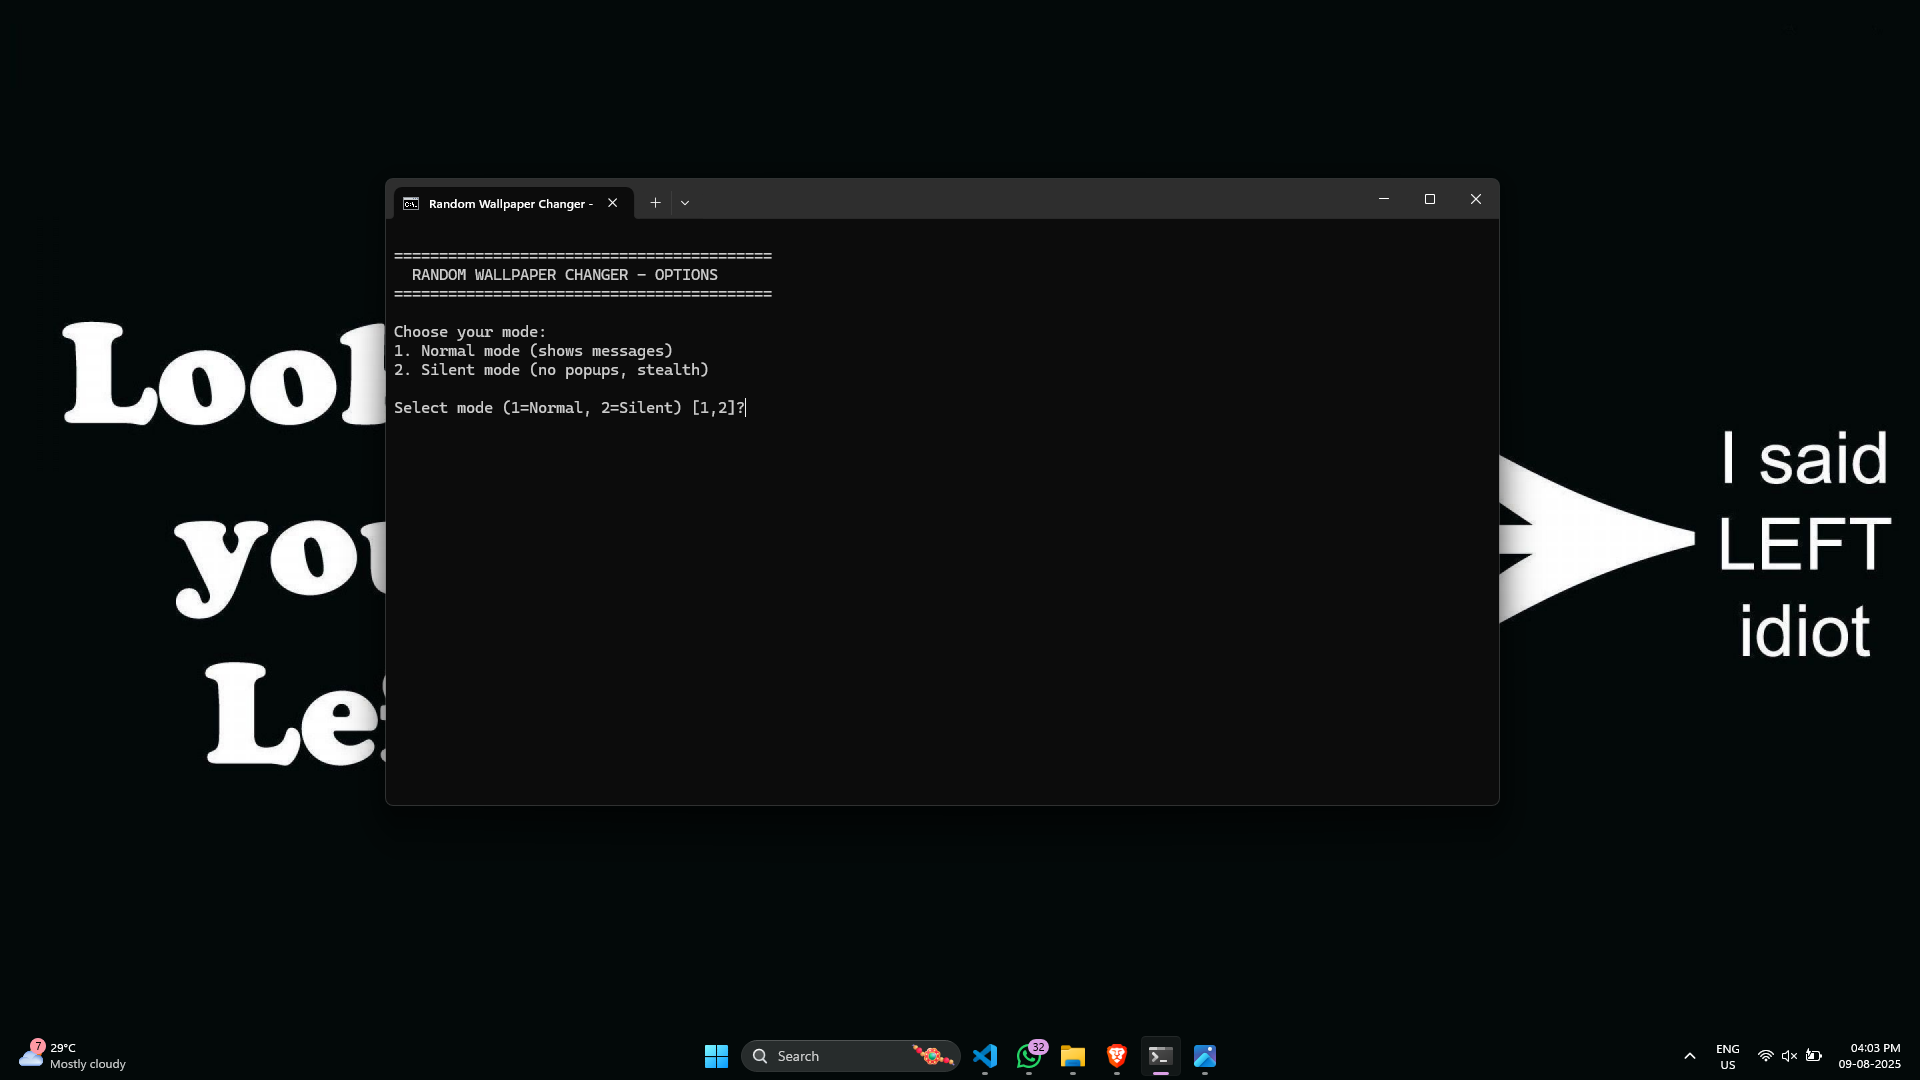 Random Wallpaper Changer -
========================================
RANDOM WALLPAPER CHANGER - OPTIONS
========================================
Choose your mode:
1. Normal mode (shows messages)
2. Silent mode (no popups, stealth)
Select mode (1=Normal, 2=Silent) [1,2]?
Loo
you
Le
I said
LEFT
idiot
7
29°C
Mostly cloudy
Search
32
ENG
US
04:03 PM
09-08-2025